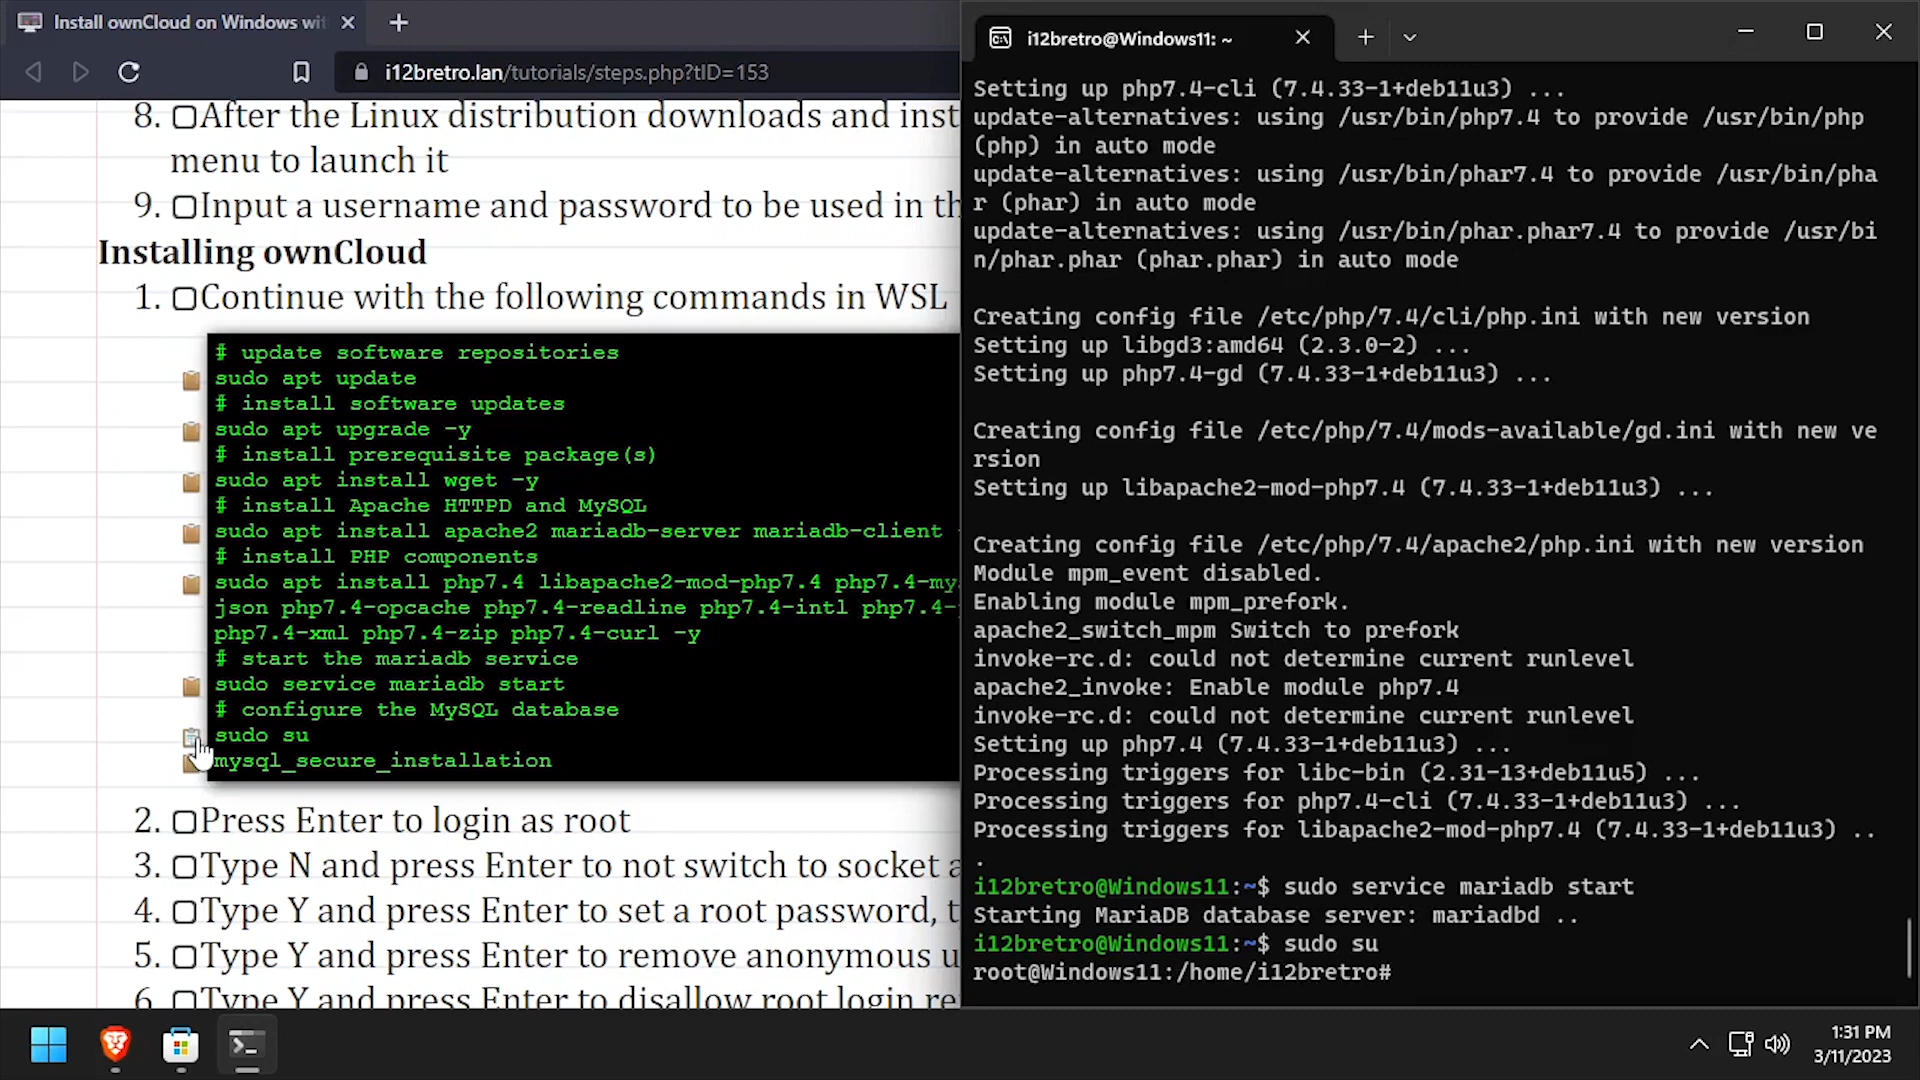 Install ownCloud on Windows wit
i12bretro.lan/tutorials/steps.php?tID=153
8. After the Linux distribution downloads and inst
menu to launch it
9. Input a username and password to be used in th
Installing ownCloud
1. Continue with the following commands in WSL
# update software repositories
sudo apt update
# install software updates
sudo apt upgrade -y
# install prerequisite package(s)
sudo apt install wget -y
# install Apache HTTPD and MySQL
sudo apt install apache2 mariadb-server mariadb-client -
# install PHP components
sudo apt install php7.4 libapache2-mod-php7.4 php7.4-my
json php7.4-opcache php7.4-readline php7.4-intl php7.4-
php7.4-xml php7.4-zip php7.4-curl -y
# start the mariadb service
sudo service mariadb start
# configure the MySQL database
sudo su
mysql_secure_installation
2. Press Enter to login as root
3. Type N and press Enter to not switch to socket a
4. Type Y and press Enter to set a root password, t
5. Type Y and press Enter to remove anonymous u
6. Type Y and press Enter to disallow root login re
i12bretro@Windows11: ~
Setting up php7.4-cli (7.4.33-1+deb11u3) ...
update-alternatives: using /usr/bin/php7.4 to provide /usr/bin/php
(php) in auto mode
update-alternatives: using /usr/bin/phar7.4 to provide /usr/bin/pha
r (phar) in auto mode
update-alternatives: using /usr/bin/phar.phar7.4 to provide /usr/bi
n/phar.phar (phar.phar) in auto mode
Creating config file /etc/php/7.4/cli/php.ini with new version
Setting up libgd3:amd64 (2.3.0-2) ...
Setting up php7.4-gd (7.4.33-1+deb11u3) ...
Creating config file /etc/php/7.4/mods-available/gd.ini with new ve
rsion
Setting up libapache2-mod-php7.4 (7.4.33-1+deb11u3) ...
Creating config file /etc/php/7.4/apache2/php.ini with new version
Module mpm_event disabled.
Enabling module mpm_prefork.
apache2_switch_mpm Switch to prefork
invoke-rc.d: could not determine current runlevel
apache2_invoke: Enable module php7.4
invoke-rc.d: could not determine current runlevel
Setting up php7.4 (7.4.33-1+deb11u3) ...
Processing triggers for libc-bin (2.31-13+deb11u5) ...
Processing triggers for php7.4-cli (7.4.33-1+deb11u3) ...
Processing triggers for libapache2-mod-php7.4 (7.4.33-1+deb11u3) ..
.
i12bretro@Windows11:~$ sudo service mariadb start
Starting MariaDB database server: mariadbd ..
i12bretro@Windows11:~$ sudo su
root@Windows11:/home/i12bretro#
1:31 PM
3/11/2023